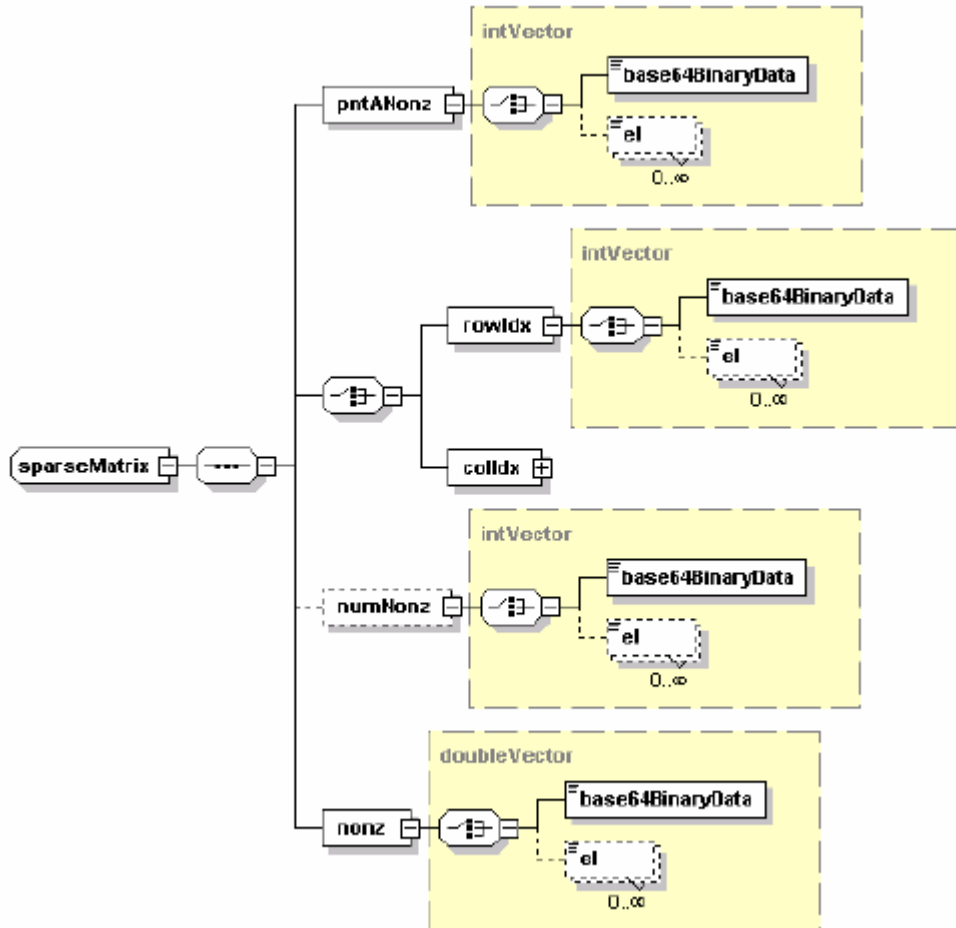 intVector
base64BinaryData
pntANonz
el
0..∞
intVector
base64BinaryData
rowIdx
el
0..∞
sparseMatrix
colIdx
intVector
base64BinaryData
numNonz
el
0..∞
doubleVector
base64BinaryData
nonz
el
0..∞